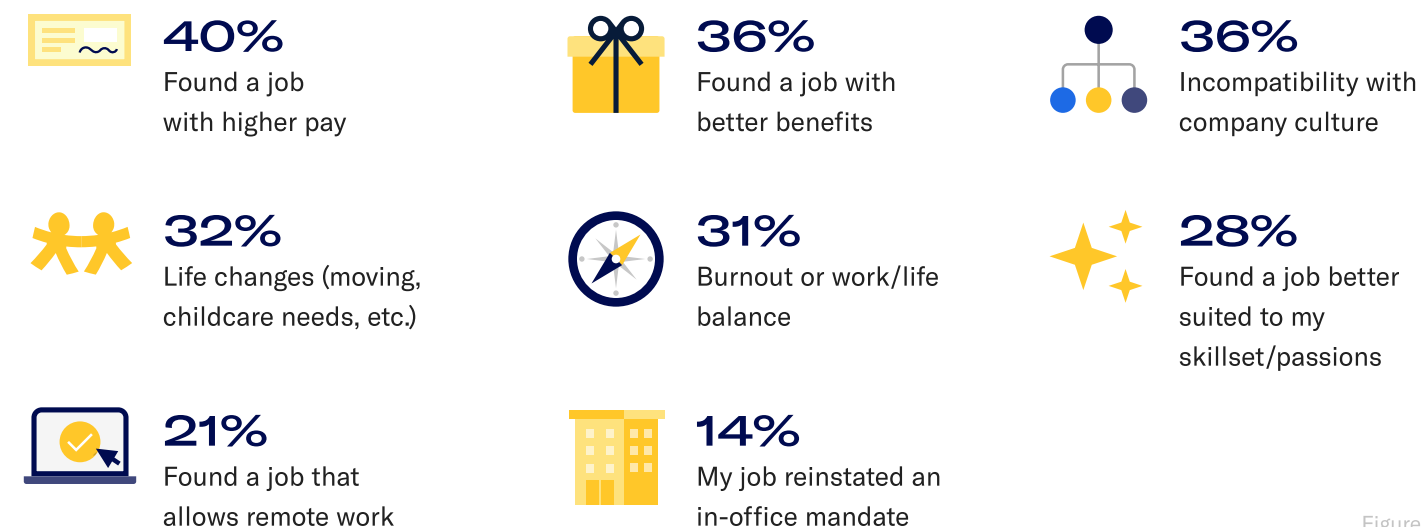 40%
Found a job
with higher pay
36%
Found a job with
better benefits
36%
Incompatibility with
company culture
32%
Life changes (moving,
childcare needs, etc.)
31%
Burnout or work/life
balance
28%
Found a job better
suited to my
skillset/passions
21%
Found a job that
allows remote work
14%
My job reinstated an
in-office mandate
Figure